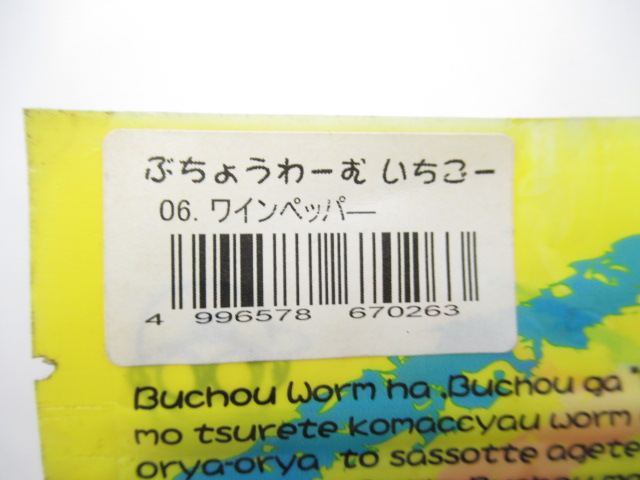 ぶちょうわーむ いちごー
06. ワインペッパー
4 996578 670263
Buchou Worm ha ,Buchou ga "
mo tsurete komaccyau worm
orya-orya to sassotte agete